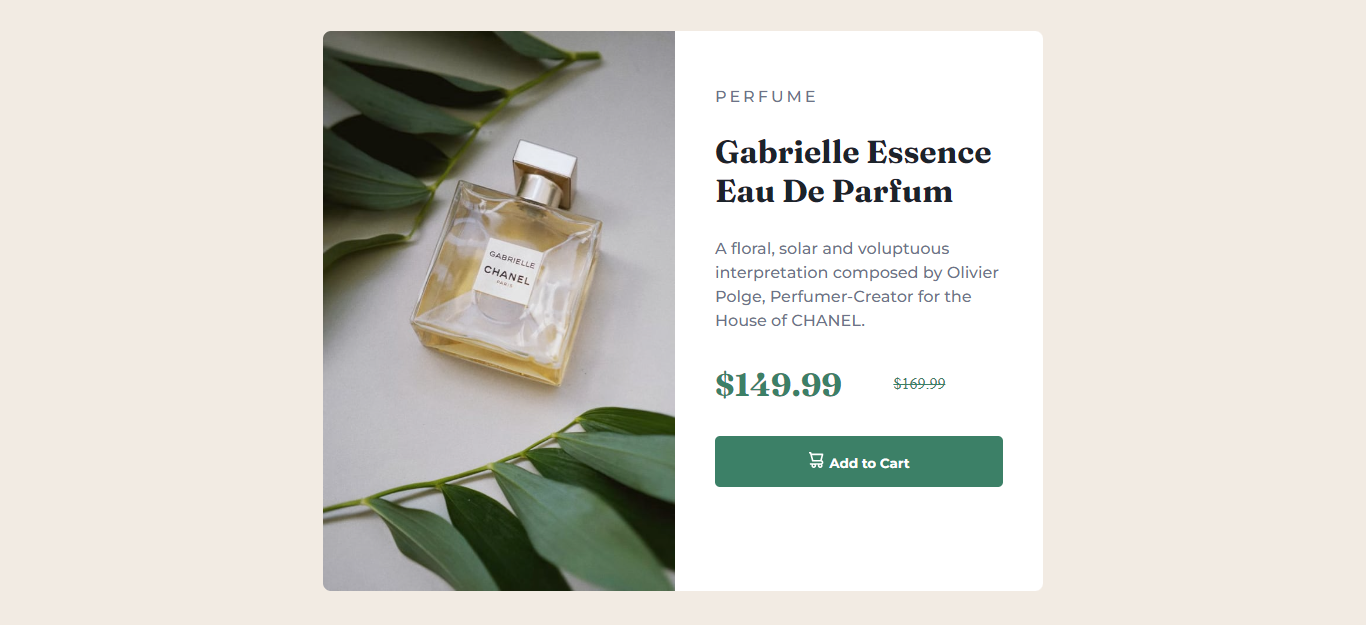 GABRIELLE
CHANEL
PARIS
PERFUME
Gabrielle Essence
Eau De Parfum
A floral, solar and voluptuous
interpretation composed by Olivier
Polge, Perfumer-Creator for the
House of CHANEL.
$149.99 $169.99
Add to Cart